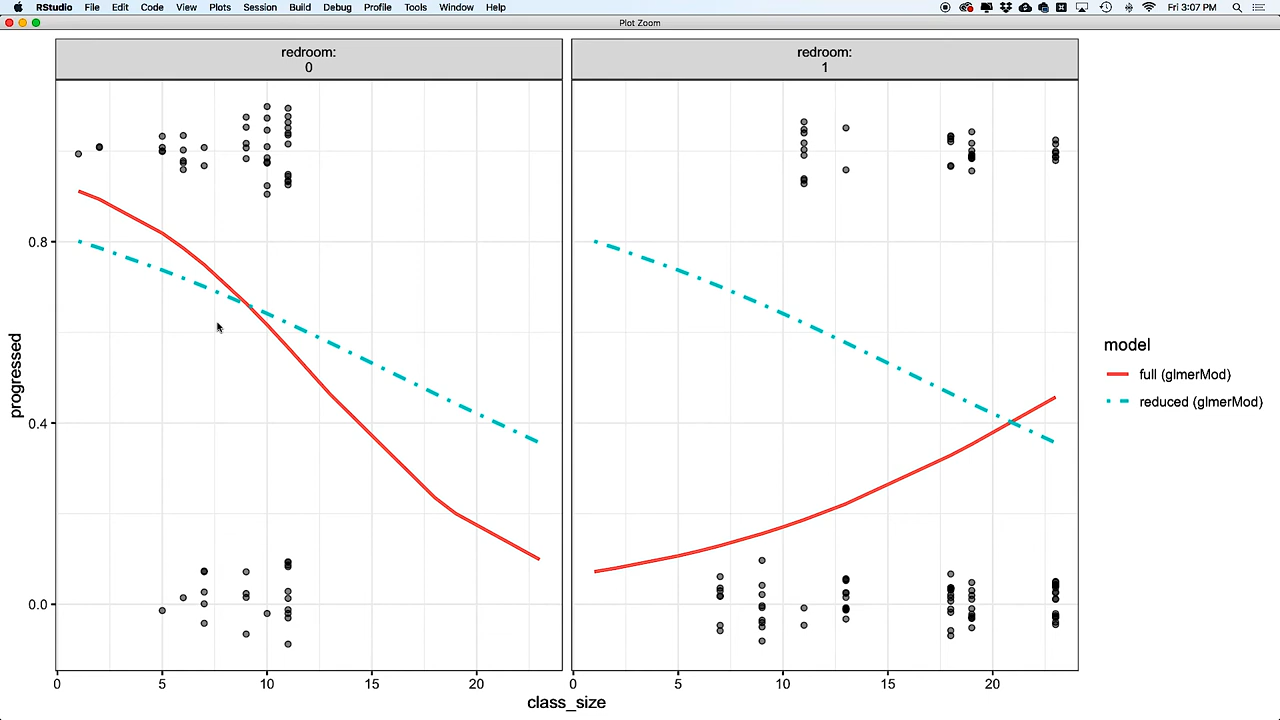 RStudio File Edit Code View Plots Session Build Debug Profile Tools Window Help Fri 3:07 PM
Plot Zoom
redroom:
0
redroom:
1
progressed
0.8
0.4
0.0
0 5 10 15 20
0 5 10 15 20
class_size
model
full (glmerMod)
reduced (glmerMod)